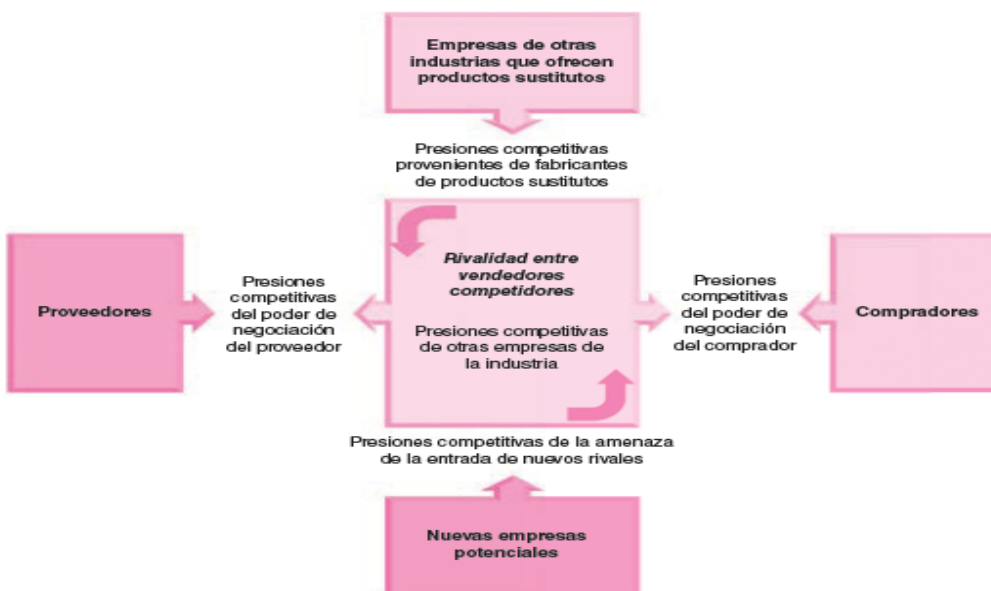 Empresas de otras
industrias que ofrecen
productos sustitutos
Presiones competitivas
provenientes de fabricantes
de productos sustitutos
Proveedores
Presiones
competitivas
del poder de
negociación
del proveedor
Rivalidad entre
vendedores
competidores
Presiones competitivas
de otras empresas de
la industria
Presiones
competitivas
del poder de
negociación
del comprador
Compradores
Presiones competitivas de la amenaza
de la entrada de nuevos rivales
Nuevas empresas
potenciales